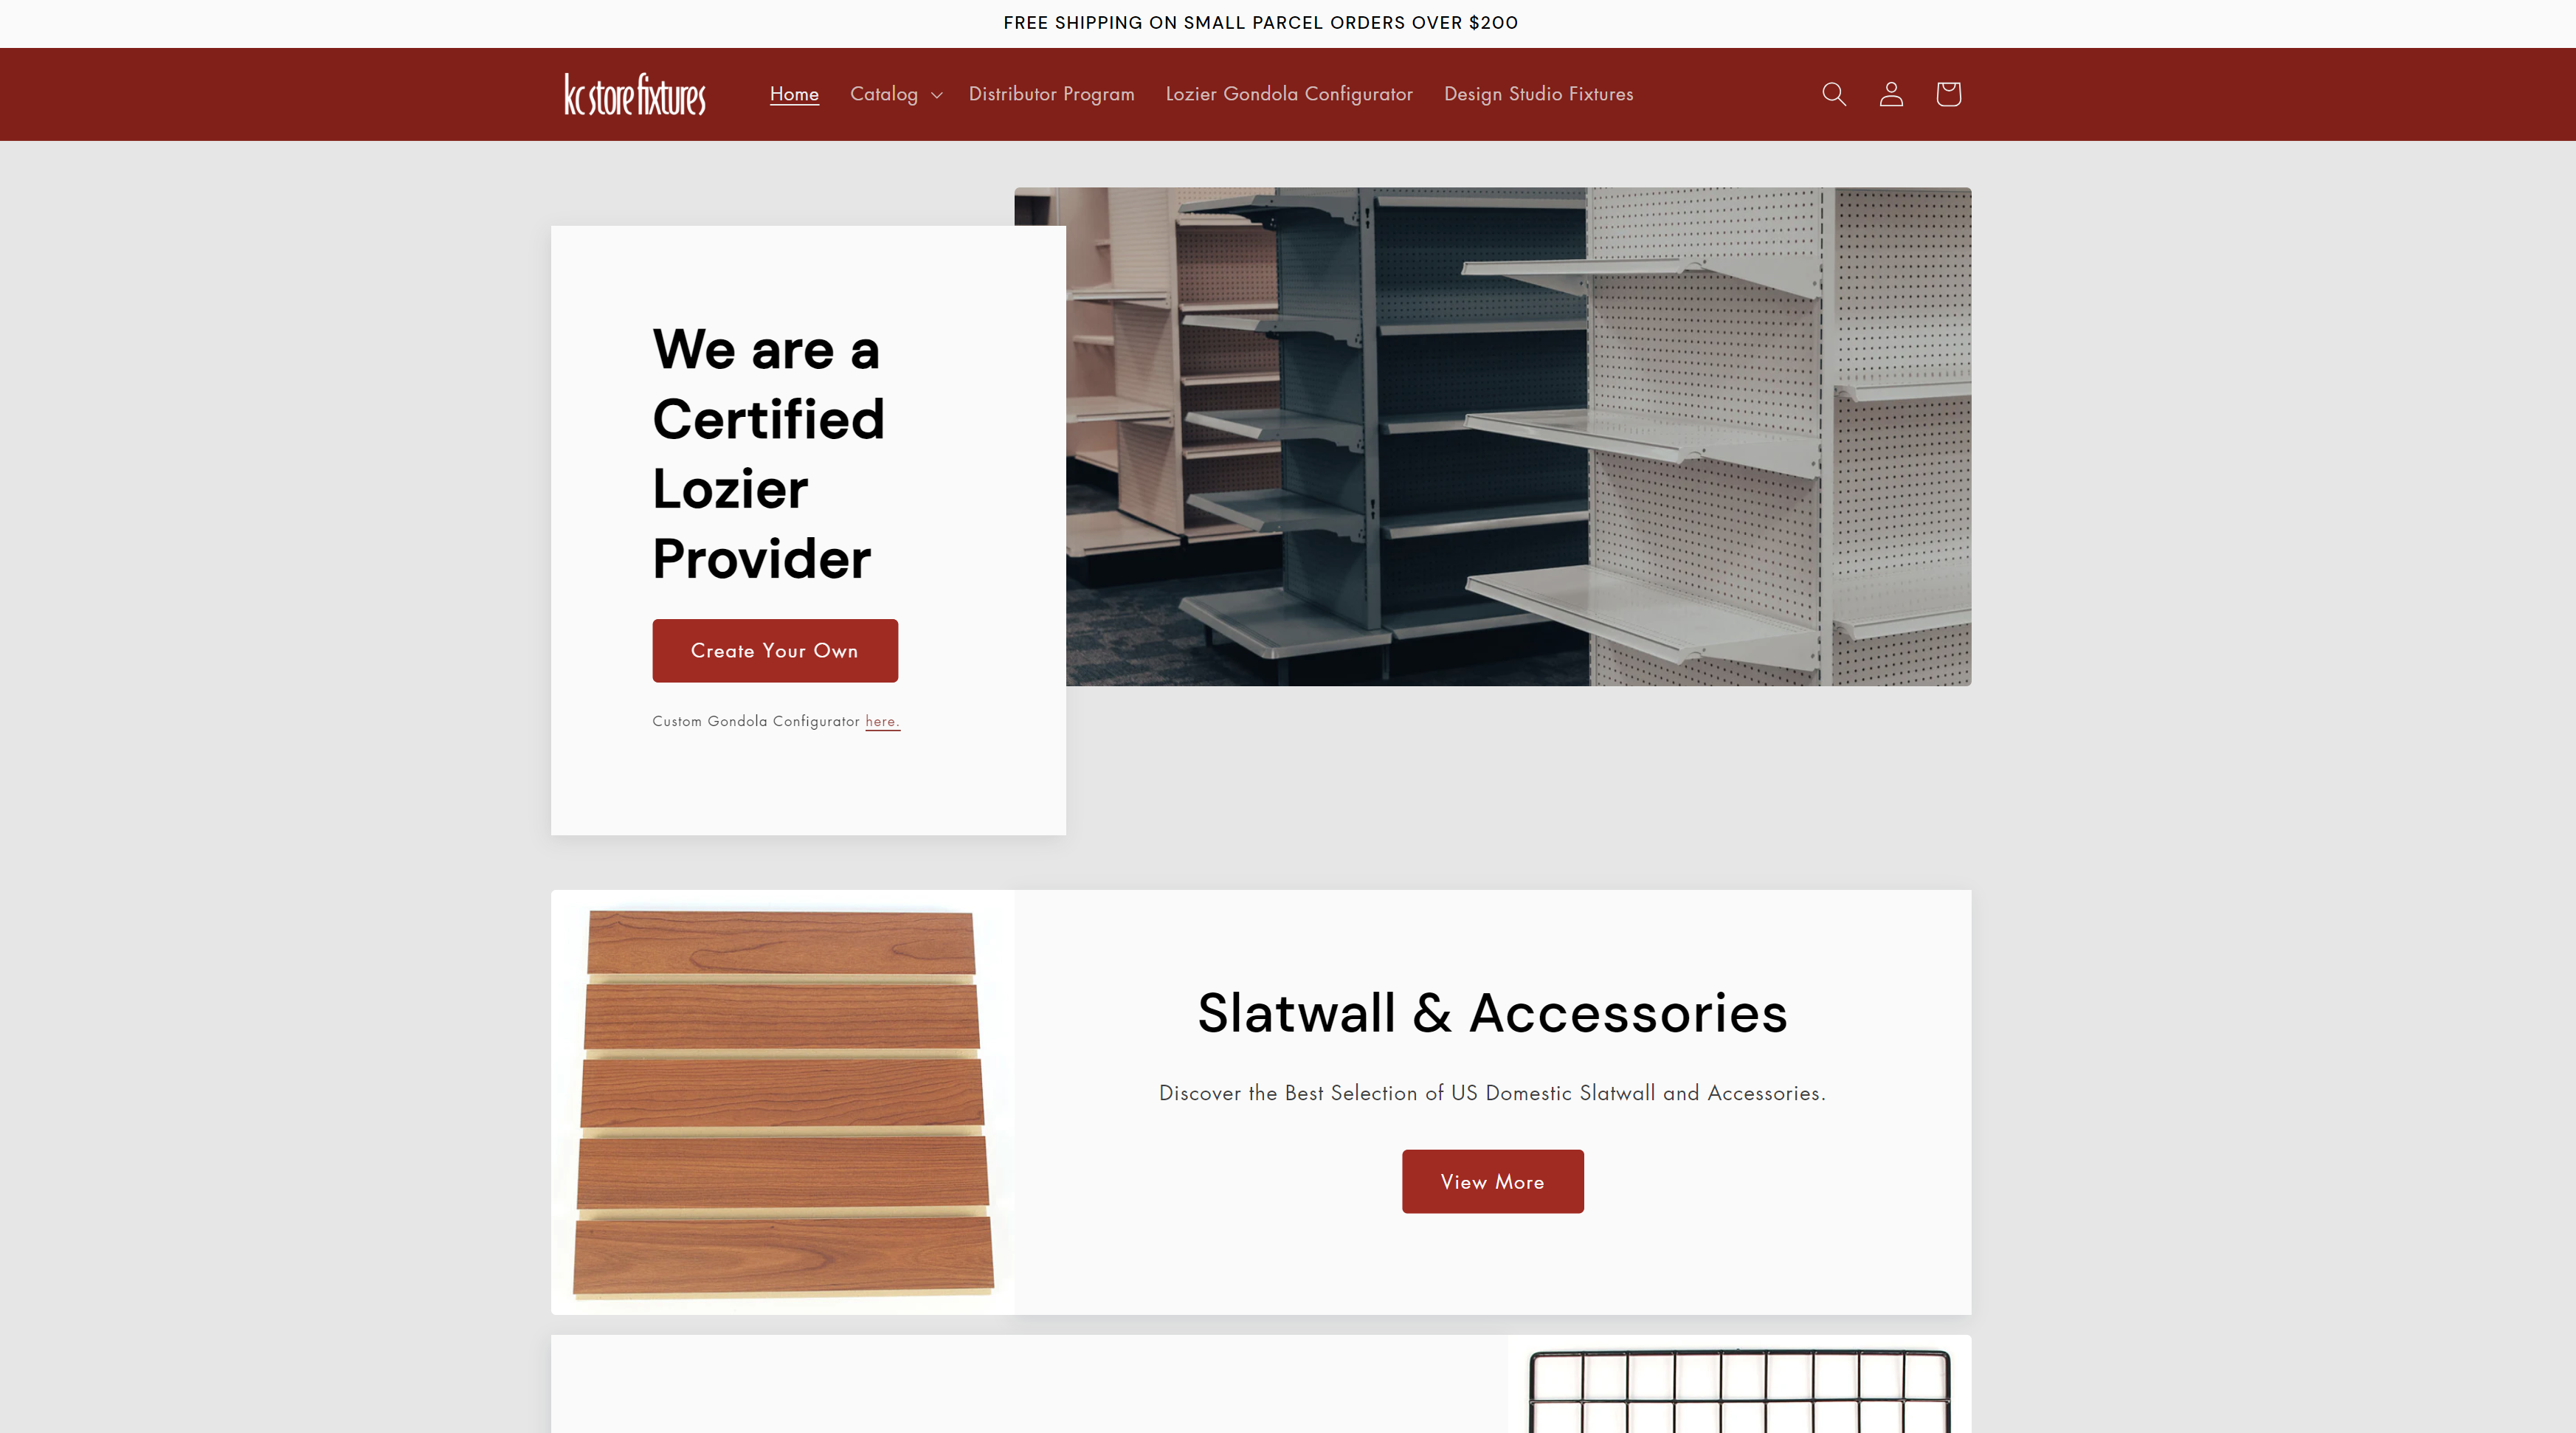 FREE SHIPPING ON SMALL PARCEL ORDERS OVER $200
kc store fixtures
Home
Catalog
Distributor Program
Lozier Gondola Configurator
Design Studio Fixtures
We are a
Certified
Lozier
Provider
Create Your Own
Custom Gondola Configurator here.
Slatwall & Accessories
Discover the Best Selection of US Domestic Slatwall and Accessories.
View More